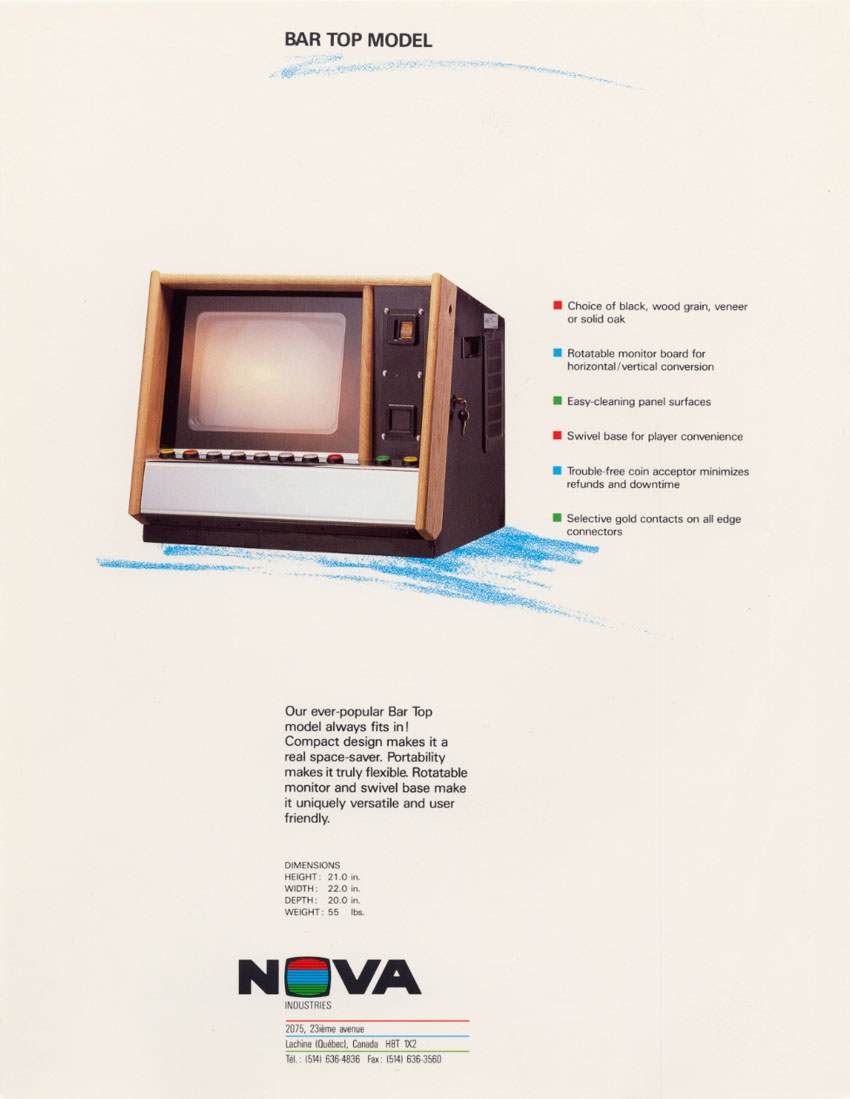 BAR TOP MODEL
Choice of black, wood grain, veneer
or solid oak
Rotatable monitor board for
horizontal/vertical conversion
Easy-cleaning panel surfaces
Swivel base for player convenience
Trouble-free coin acceptor minimizes
refunds and downtime
Selective gold contacts on all edge
connectors
Our ever-popular Bar Top
model always fits in!
Compact design makes it a
real space-saver. Portability
makes it truly flexible. Rotatable
monitor and swivel base make
it uniquely versatile and user
friendly.
DIMENSIONS
HEIGHT: 21.0 in.
WIDTH: 22.0 in.
DEPTH: 20.0 in.
WEIGHT: 55 lbs.
NOVA
INDUSTRIES
2075, 23ième avenue
Lachine (Québec), Canada H8T 1X2
Tél.: (514) 636-4836 Fax: (514) 636-3560